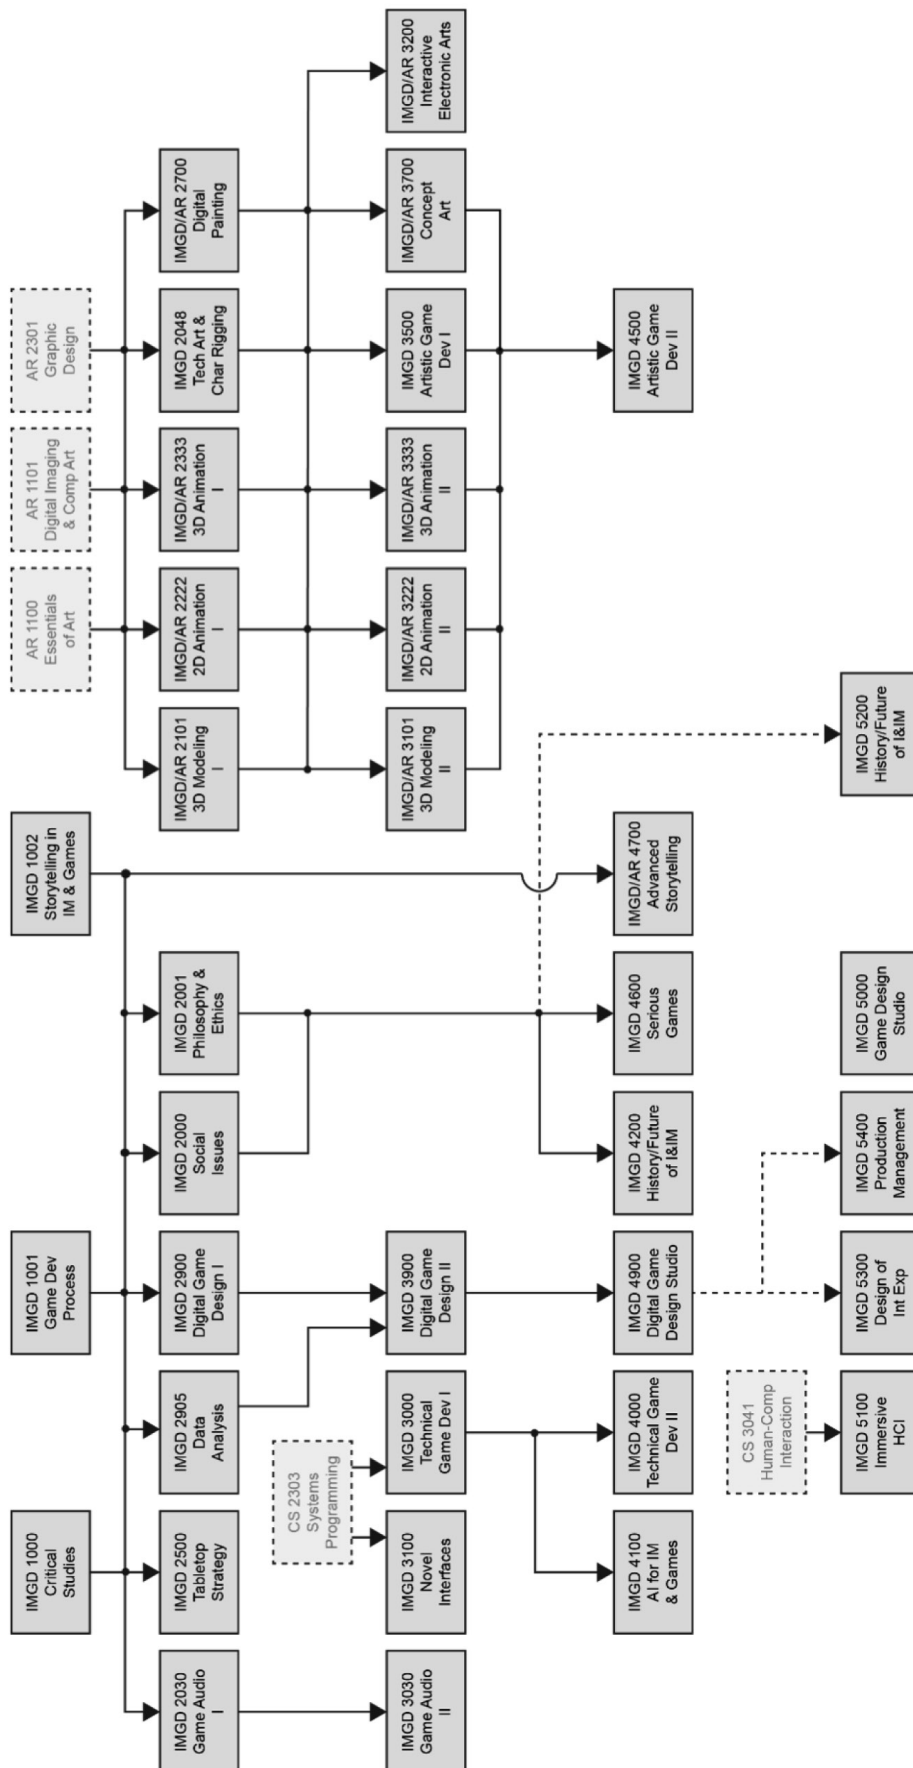 IMGD 1000
Critical
Studies
IMGD 1001
Game Dev
Process
IMGD 1002
Storytelling in
IM & Games
AR 1100
Essentials
of Art
AR 1101
Digital Imaging
& Comp Art
AR 2301
Graphic
Design
IMGD 2030
Game Audio
I
IMGD 2500
Tabletop
Strategy
IMGD 2905
Data
Analysis
IMGD 2900
Digital Game
Design I
IMGD 2000
Social
Issues
IMGD 2001
Philosophy &
Ethics
IMGD/AR 2101
3D Modeling
I
IMGD/AR 2222
2D Animation
I
IMGD/AR 2333
3D Animation
I
IMGD 2048
Tech Art &
Char Rigging
IMGD/AR 2700
Digital
Painting
CS 2303
Systems
Programming
IMGD 3030
Game Audio
II
IMGD 3100
Novel
Interfaces
IMGD 3000
Technical
Game Dev I
IMGD 3900
Digital Game
Design II
IMGD/AR 3101
3D Modeling
II
IMGD/AR 3222
2D Animation
II
IMGD/AR 3333
3D Animation
II
IMGD 3500
Artistic Game
Dev I
IMGD/AR 3700
Concept
Art
IMGD/AR 3200
Interactive
Electronic Arts
IMGD 4100
AI for IM
& Games
IMGD 4000
Technical Game
Dev II
IMGD 4900
Digital Game
Design Studio
IMGD 4200
History/Future
of I&IM
IMGD 4600
Serious
Games
IMGD/AR 4700
Advanced
Storytelling
IMGD 4500
Artistic Game
Dev II
CS 3041
Human-Comp
Interaction
IMGD 5100
Immersive
HCI
IMGD 5300
Design of
Int Exp
IMGD 5400
Production
Management
IMGD 5000
Game Design
Studio
IMGD 5200
History/Future
of I&IM